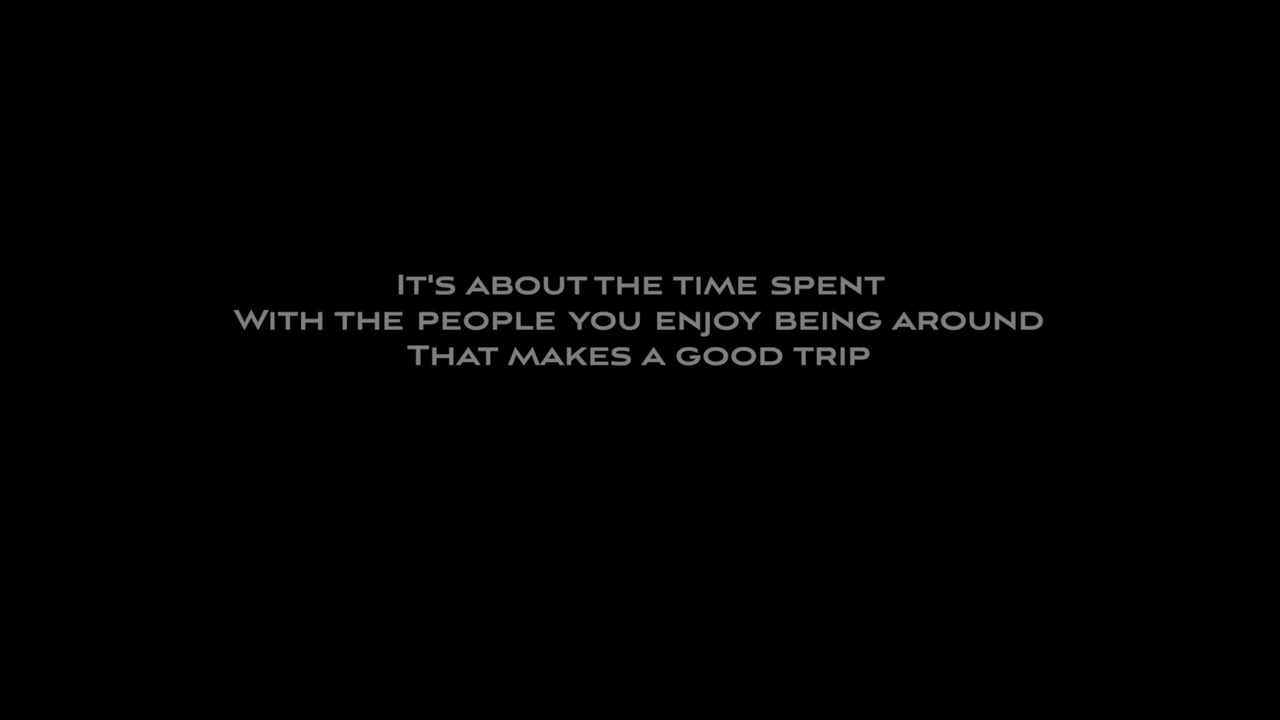 It's about the time spent
With the people you enjoy being around
That makes a good trip